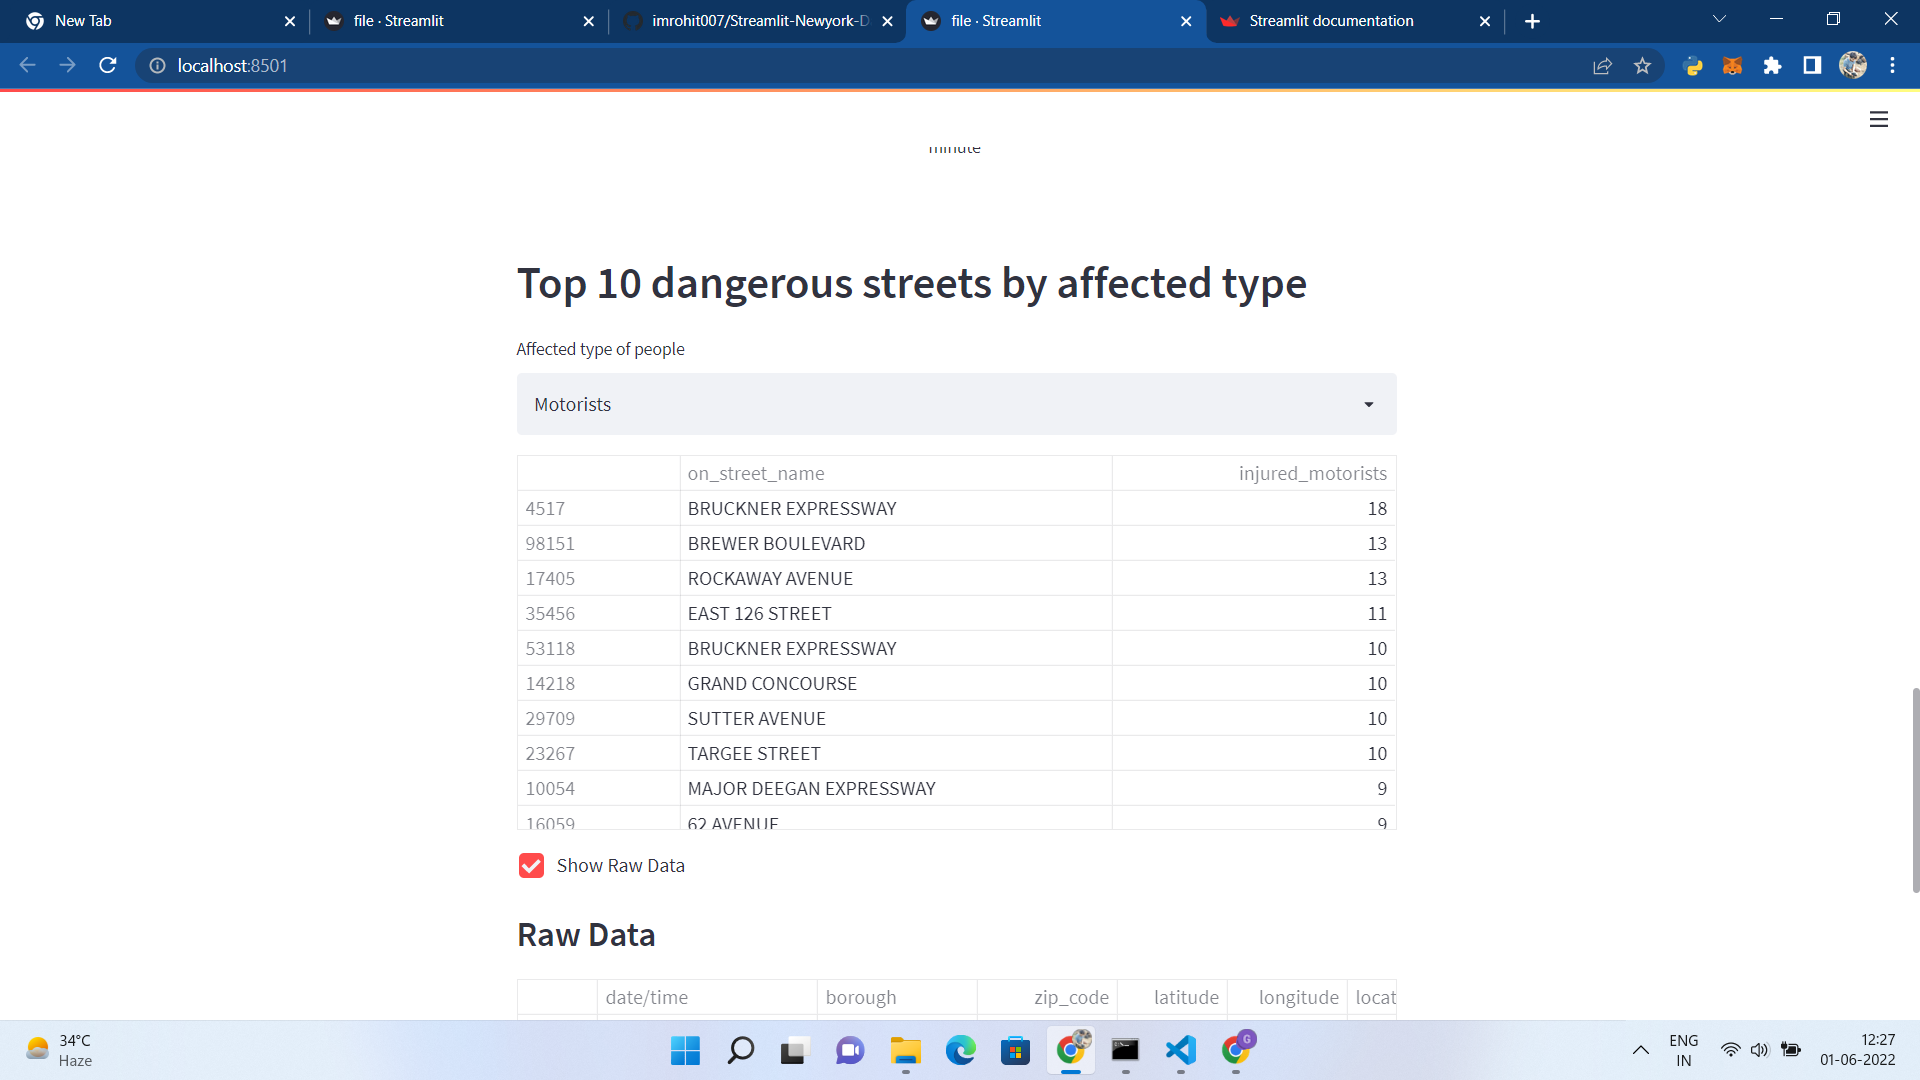 New Tab
file · Streamlit
imrohit007/Streamlit-Newyork-D
file · Streamlit
Streamlit documentation
localhost:8501
minute
Top 10 dangerous streets by affected type
Affected type of people
Motorists
on_street_name injured_motorists
4517 BRUCKNER EXPRESSWAY 18
98151 BREWER BOULEVARD 13
17405 ROCKAWAY AVENUE 13
35456 EAST 126 STREET 11
53118 BRUCKNER EXPRESSWAY 10
14218 GRAND CONCOURSE 10
29709 SUTTER AVENUE 10
23267 TARGEE STREET 10
10054 MAJOR DEEGAN EXPRESSWAY 9
16059 62 AVENUE 9
Show Raw Data
Raw Data
date/time borough zip_code latitude longitude locat
34°C
Haze
G
ENG
IN
12:27
01-06-2022